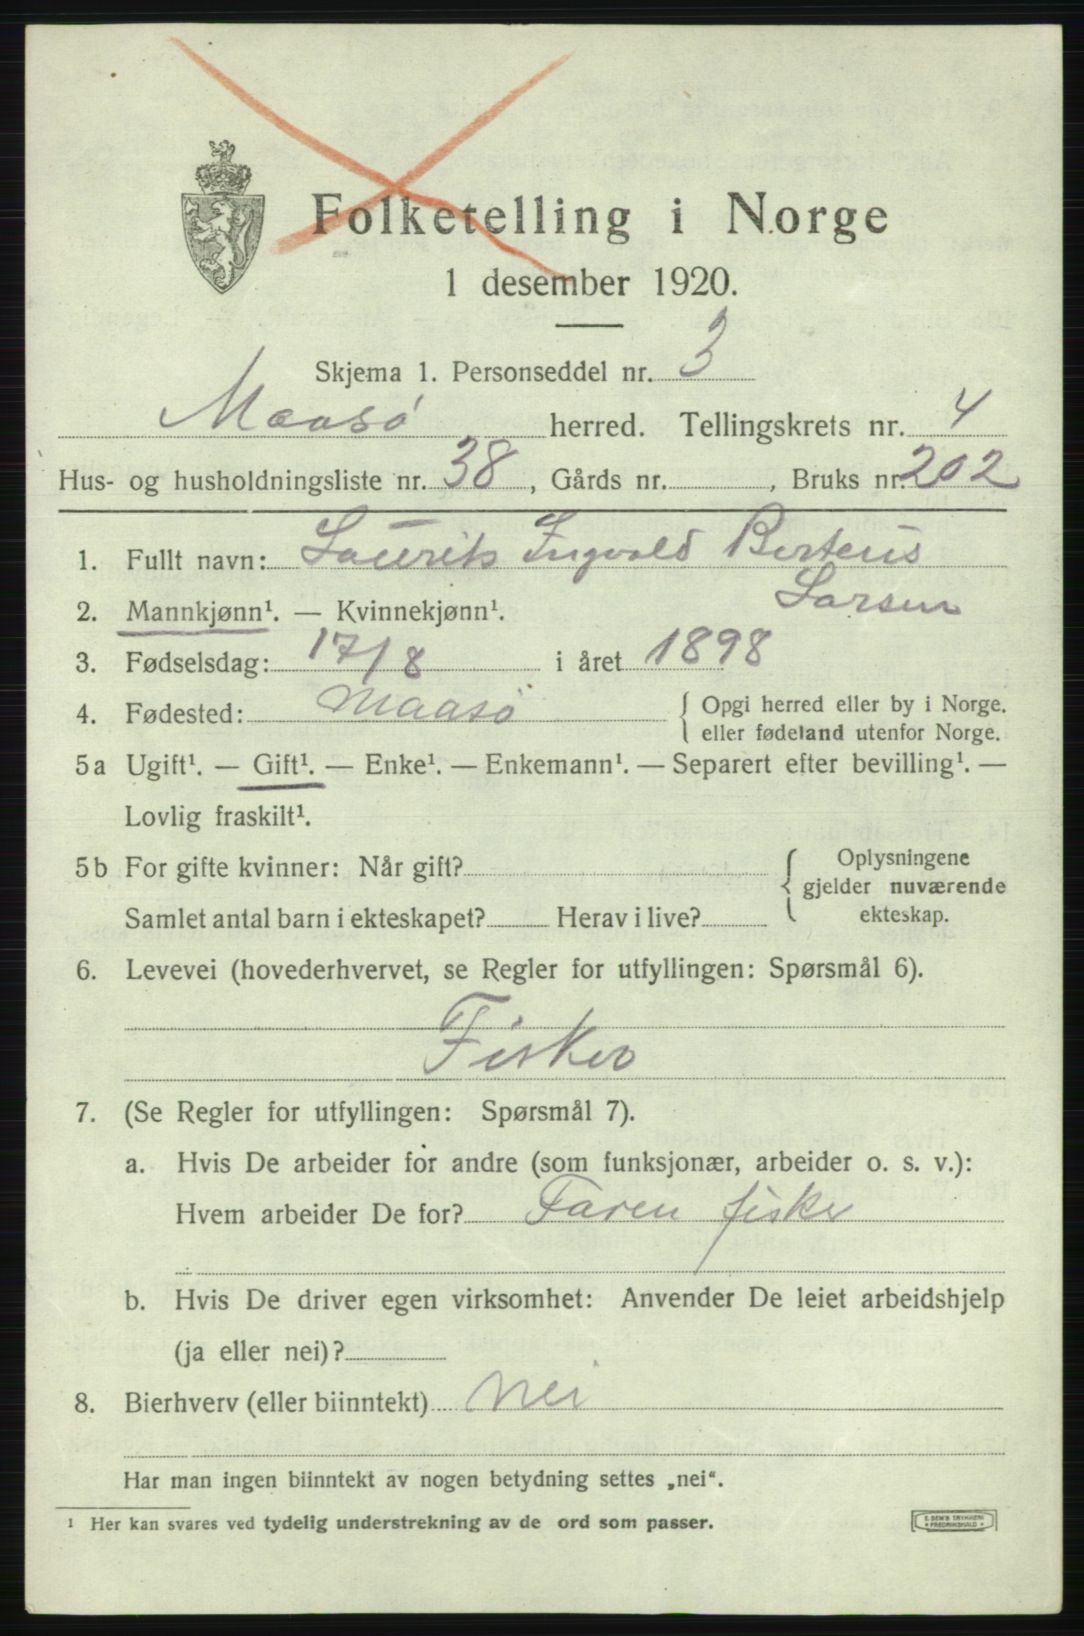 Folketelling i Norge
1 desember 1920.
Skjema 1. Personseddel nr. 3
Maasø herred. Tellingskrets nr. 4
Hus- og husholdningsliste nr. 38, Gårds nr. , Bruks nr. 202
1. Fullt navn: Laurits Ingvald Berteus
Larsen
2. Mannkjønn¹. — Kvinnekjønn¹.
3. Fødselsdag: 17/8 i året 1898
4. Fødested: Maasø { Opgi herred eller by i Norge,
eller fødeland utenfor Norge.
5a Ugift¹. — Gift¹. — Enke¹. — Enkemann¹. — Separert efter bevilling¹. —
Lovlig fraskilt¹.
5b For gifte kvinner: Når gift? { Oplysningene
gjelder nuværende
Samlet antal barn i ekteskapet? Herav i live? ekteskap.
6. Levevei (hovederhvervet, se Regler for utfyllingen: Spørsmål 6).
Fisker
7. (Se Regler for utfyllingen: Spørsmål 7).
a. Hvis De arbeider for andre (som funksjonær, arbeider o. s. v.):
Hvem arbeider De for? Faren fisker
b. Hvis De driver egen virksomhet: Anvender De leiet arbeidshjelp
(ja eller nei)?
8. Bierhverv (eller biinntekt) Nei
Har man ingen biinntekt av nogen betydning settes „nei“.
¹ Her kan svares ved tydelig understrekning av de ord som passer.
E. SEM'S TRYKKERI
FREDRIKSHALD